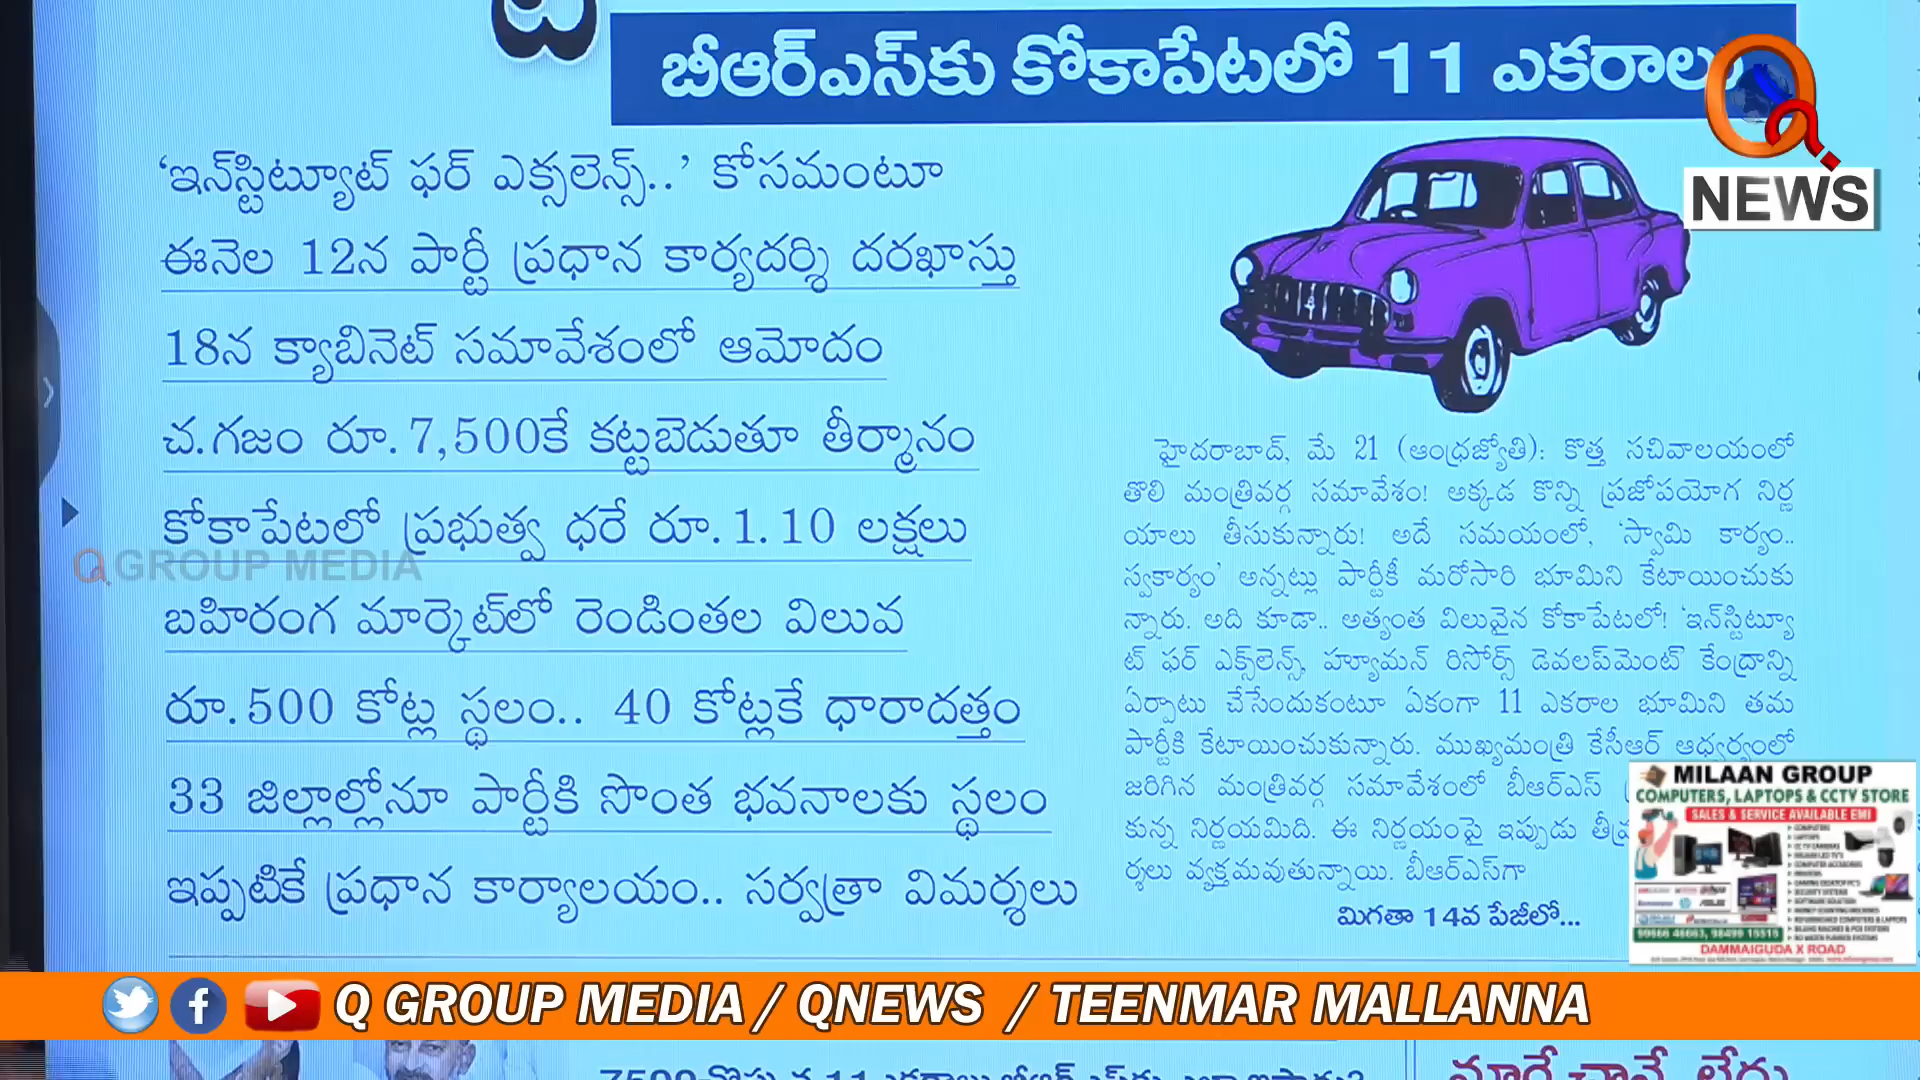 బీఆర్ఎస్‌కు కోకాపేటలో 11 ఎకరాలు
NEWS
‘ఇన్‌స్టిట్యూట్ ఫర్ ఎక్సలెన్స్..’ కోసమంటూ
ఈనెల 12న పార్టీ ప్రధాన కార్యదర్శి దరఖాస్తు
18న క్యాబినెట్ సమావేశంలో ఆమోదం
చ.గజం రూ.7,500కే కట్టబెడుతూ తీర్మానం
కోకాపేటలో ప్రభుత్వ ధరే రూ.1.10 లక్షలు
Q GROUP MEDIA
బహిరంగ మార్కెట్‌లో రెండింతల విలువ
రూ.500 కోట్ల స్థలం.. 40 కోట్లకే ధారాదత్తం
33 జిల్లాల్లోనూ పార్టీకి సొంత భవనాలకు స్థలం
ఇప్పటికే ప్రధాన కార్యాలయం.. సర్వత్రా విమర్శలు
హైదరాబాద్, మే 21 (ఆంధ్రజ్యోతి): కొత్త సచివాలయంలో
తొలి మంత్రివర్గ సమావేశం! అక్కడ కొన్ని ప్రజోపయోగ నిర్ణ
యాలు తీసుకున్నారు! అదే సమయంలో, ‘స్వామి కార్యం..
స్వకార్యం’ అన్నట్లు పార్టీకీ మరోసారి భూమిని కేటాయించుకు
న్నారు. అది కూడా.. అత్యంత విలువైన కోకాపేటలో! ‘ఇన్‌స్టిట్యూ
ట్ ఫర్ ఎక్స్‌లెన్స్, హ్యూమన్ రిసోర్స్ డెవలప్‌మెంట్’ కేంద్రాన్ని
ఏర్పాటు చేసేందుకంటూ ఏకంగా 11 ఎకరాల భూమిని తమ
పార్టీకి కేటాయించుకున్నారు. ముఖ్యమంత్రి కేసీఆర్ ఆధ్వర్యంలో
జరిగిన మంత్రివర్గ సమావేశంలో బీఆర్ఎస్
కున్న నిర్ణయమిది. ఈ నిర్ణయంపై ఇప్పుడు
ర్శలు వ్యక్తమవుతున్నాయి. బీఆర్ఎస్‌గా
మిగతా 14వ పేజీలో...
MILAAN GROUP
COMPUTERS, LAPTOPS & CCTV STORE
SALES & SERVICE AVAILABLE EMI
DAMMAIGUDA X ROAD
Q GROUP MEDIA / QNEWS / TEENMAR MALLANNA